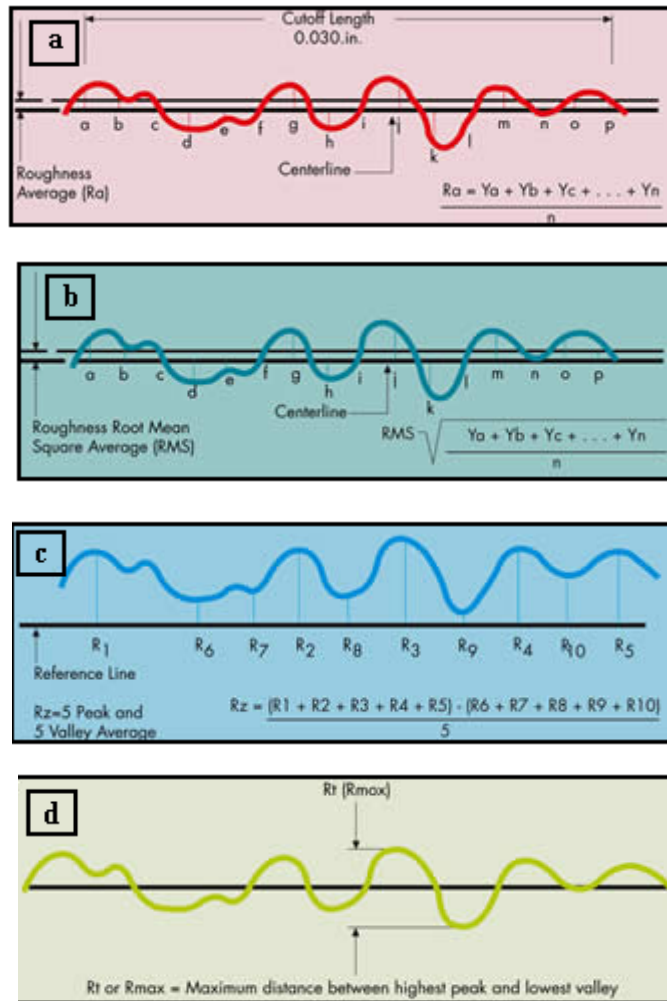 a
Cutoff Length
0.030.in.
a b c d e f g h i j k l m n o p
Roughness
Average (Ra)
Centerline
Ra = Ya + Yb + Yc + . . . + Yn
n
b
a b c d e f g h i j k l m n o p
Centerline
Roughness Root Mean
Square Average (RMS)
RMS
Ya + Yb + Yc + . . . + Yn
n
c
R1 R6 R7 R2 R8 R3 R9 R4 R10 R5
Reference Line
Rz=5 Peak and
5 Valley Average
Rz = (R1 + R2 + R3 + R4 + R5) - (R6 + R7 + R8 + R9 + R10)
5
d
Rt (Rmax)
Rt or Rmax = Maximum distance between highest peak and lowest valley